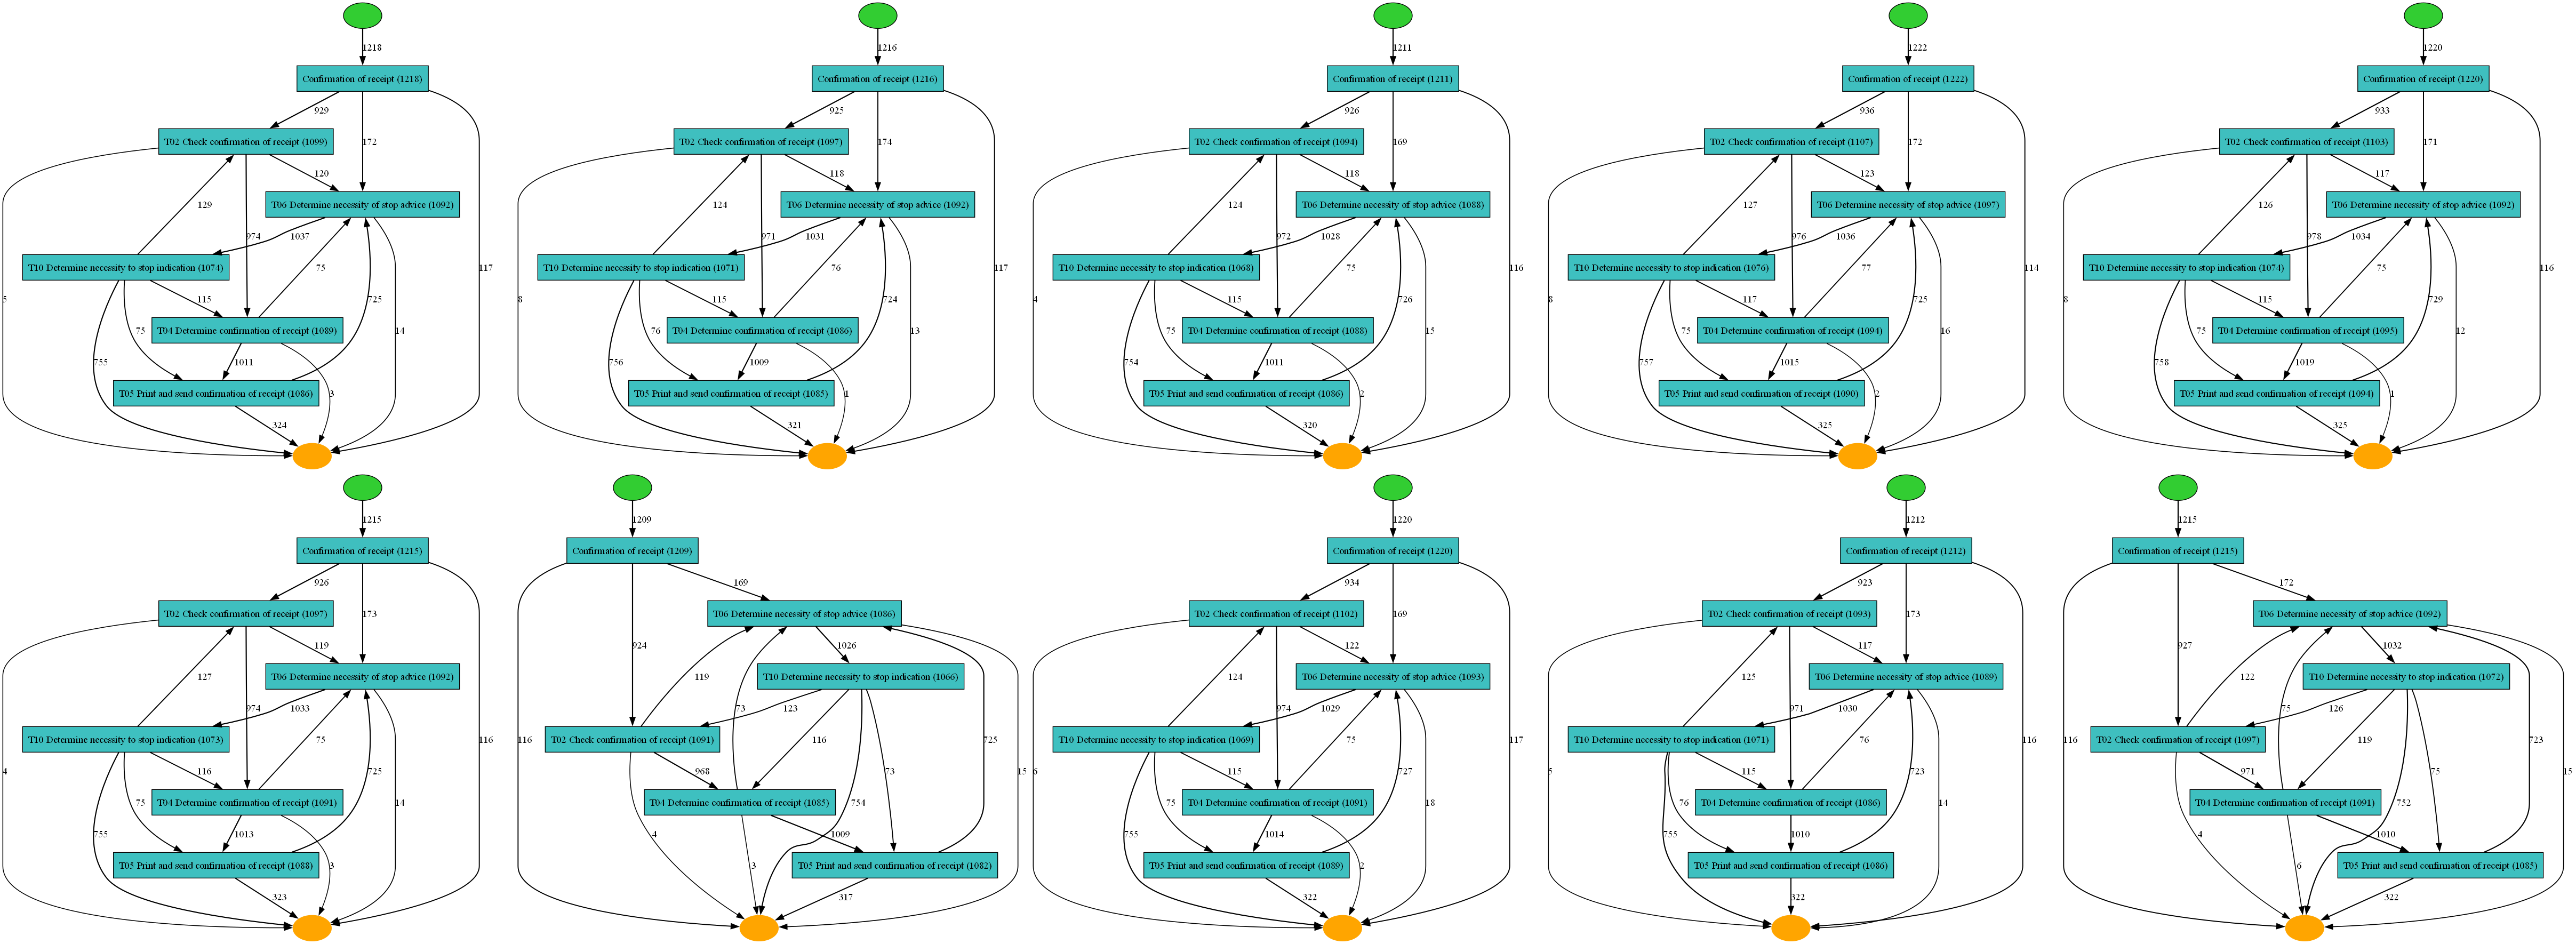 1218
Confirmation of receipt (1218)
929
T02 Check confirmation of receipt (1099)
172
120
T06 Determine necessity of stop advice (1092)
129
974
1037
T10 Determine necessity to stop indication (1074)
75
117
5
115
725
75
T04 Determine confirmation of receipt (1089)
14
755
1011
T05 Print and send confirmation of receipt (1086)
3
324
1216
Confirmation of receipt (1216)
925
T02 Check confirmation of receipt (1097)
174
118
T06 Determine necessity of stop advice (1092)
124
971
1031
T10 Determine necessity to stop indication (1071)
76
117
8
115
724
76
T04 Determine confirmation of receipt (1086)
13
756
1009
T05 Print and send confirmation of receipt (1085)
1
321
1211
Confirmation of receipt (1211)
926
T02 Check confirmation of receipt (1094)
169
118
T06 Determine necessity of stop advice (1088)
124
972
1028
T10 Determine necessity to stop indication (1068)
75
116
4
115
726
75
T04 Determine confirmation of receipt (1088)
15
754
1011
T05 Print and send confirmation of receipt (1086)
2
320
1222
Confirmation of receipt (1222)
936
T02 Check confirmation of receipt (1107)
172
123
T06 Determine necessity of stop advice (1097)
127
976
1036
T10 Determine necessity to stop indication (1076)
77
114
8
117
725
75
T04 Determine confirmation of receipt (1094)
16
757
1015
T05 Print and send confirmation of receipt (1090)
2
325
1220
Confirmation of receipt (1220)
933
T02 Check confirmation of receipt (1103)
171
117
T06 Determine necessity of stop advice (1092)
126
978
1034
T10 Determine necessity to stop indication (1074)
75
116
8
115
729
75
T04 Determine confirmation of receipt (1095)
12
758
1019
T05 Print and send confirmation of receipt (1094)
1
325
1215
Confirmation of receipt (1215)
926
T02 Check confirmation of receipt (1097)
173
119
T06 Determine necessity of stop advice (1092)
127
974
1033
T10 Determine necessity to stop indication (1073)
75
116
4
116
725
75
T04 Determine confirmation of receipt (1091)
14
755
1013
T05 Print and send confirmation of receipt (1088)
3
323
1209
Confirmation of receipt (1209)
169
T06 Determine necessity of stop advice (1086)
924
119
1026
T10 Determine necessity to stop indication (1066)
73
123
T02 Check confirmation of receipt (1091)
116
116
725
15
968
73
T04 Determine confirmation of receipt (1085)
754
4
1009
3
T05 Print and send confirmation of receipt (1082)
317
1220
Confirmation of receipt (1220)
934
T02 Check confirmation of receipt (1102)
169
122
T06 Determine necessity of stop advice (1093)
124
974
1029
T10 Determine necessity to stop indication (1069)
75
117
6
115
727
75
T04 Determine confirmation of receipt (1091)
18
755
1014
T05 Print and send confirmation of receipt (1089)
2
322
1212
Confirmation of receipt (1212)
923
T02 Check confirmation of receipt (1093)
173
117
T06 Determine necessity of stop advice (1089)
125
971
1030
T10 Determine necessity to stop indication (1071)
76
116
5
115
723
76
T04 Determine confirmation of receipt (1086)
14
755
1010
T05 Print and send confirmation of receipt (1086)
322
1215
Confirmation of receipt (1215)
172
T06 Determine necessity of stop advice (1092)
927
122
1032
T10 Determine necessity to stop indication (1072)
75
126
T02 Check confirmation of receipt (1097)
116
119
723
15
971
75
T04 Determine confirmation of receipt (1091)
752
4
1010
6
T05 Print and send confirmation of receipt (1085)
322